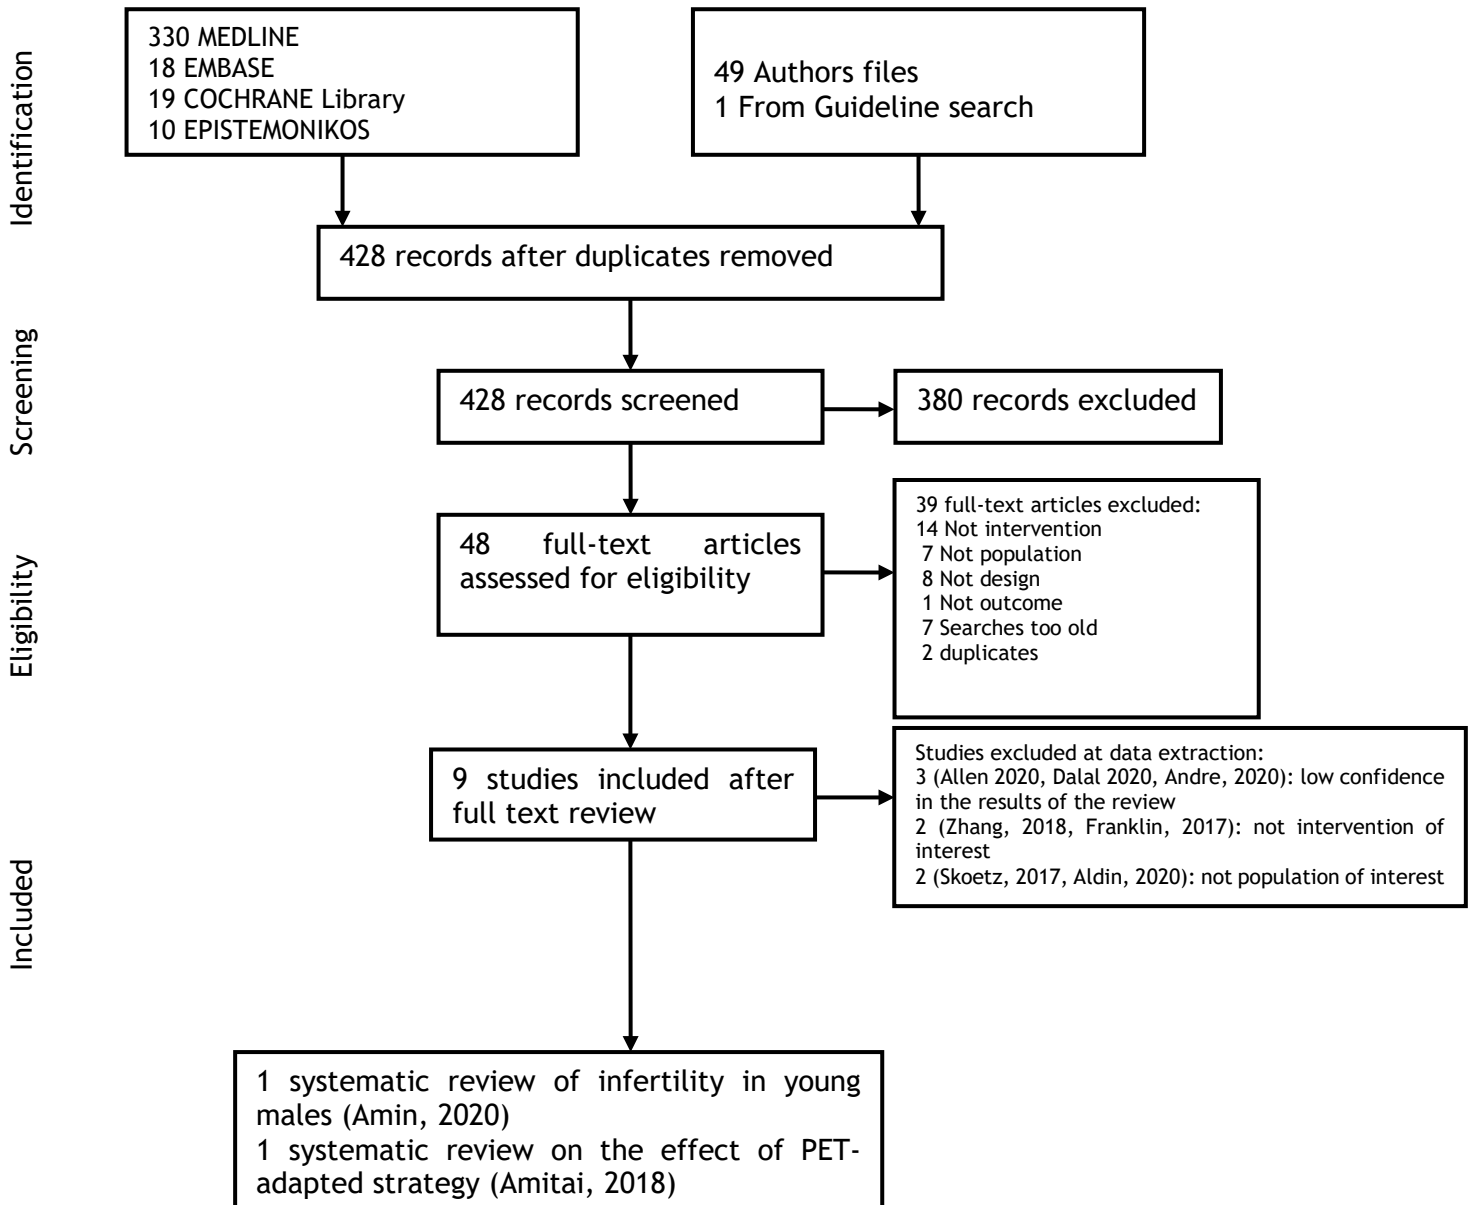 Identification
330 MEDLINE
18 EMBASE
19 COCHRANE Library
10 EPISTEMONIKOS
49 Authors files
1 From Guideline search
428 records after duplicates removed
Screening
428 records screened
380 records excluded
Eligibility
48 full-text articles
assessed for eligibility
39 full-text articles excluded:
14 Not intervention
7 Not population
8 Not design
1 Not outcome
7 Searches too old
2 duplicates
Included
9 studies included after
full text review
Studies excluded at data extraction:
3 (Allen 2020, Dalal 2020, Andre, 2020): low confidence
in the results of the review
2 (Zhang, 2018, Franklin, 2017): not intervention of
interest
2 (Skoetz, 2017, Aldin, 2020): not population of interest
1 systematic review of infertility in young
males (Amin, 2020)
1 systematic review on the effect of PET-
adapted strategy (Amitai, 2018)